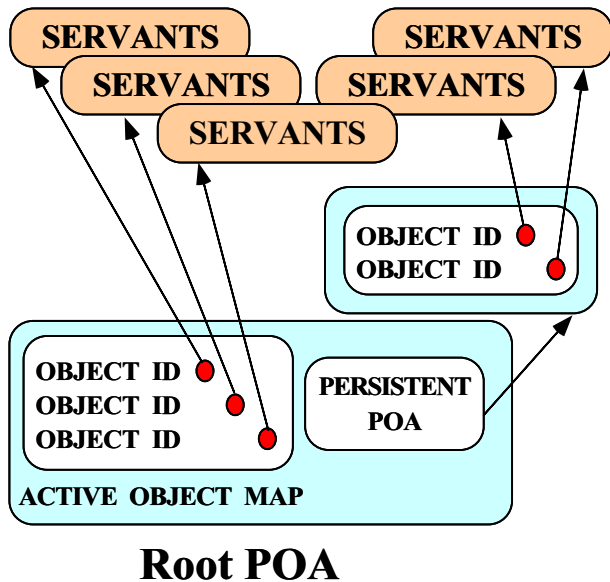 SERVANTS
SERVANTS
SERVANTS
SERVANTS
SERVANTS
OBJECT ID
OBJECT ID
OBJECT ID
OBJECT ID
OBJECT ID
PERSISTENT
POA
ACTIVE OBJECT MAP
Root POA